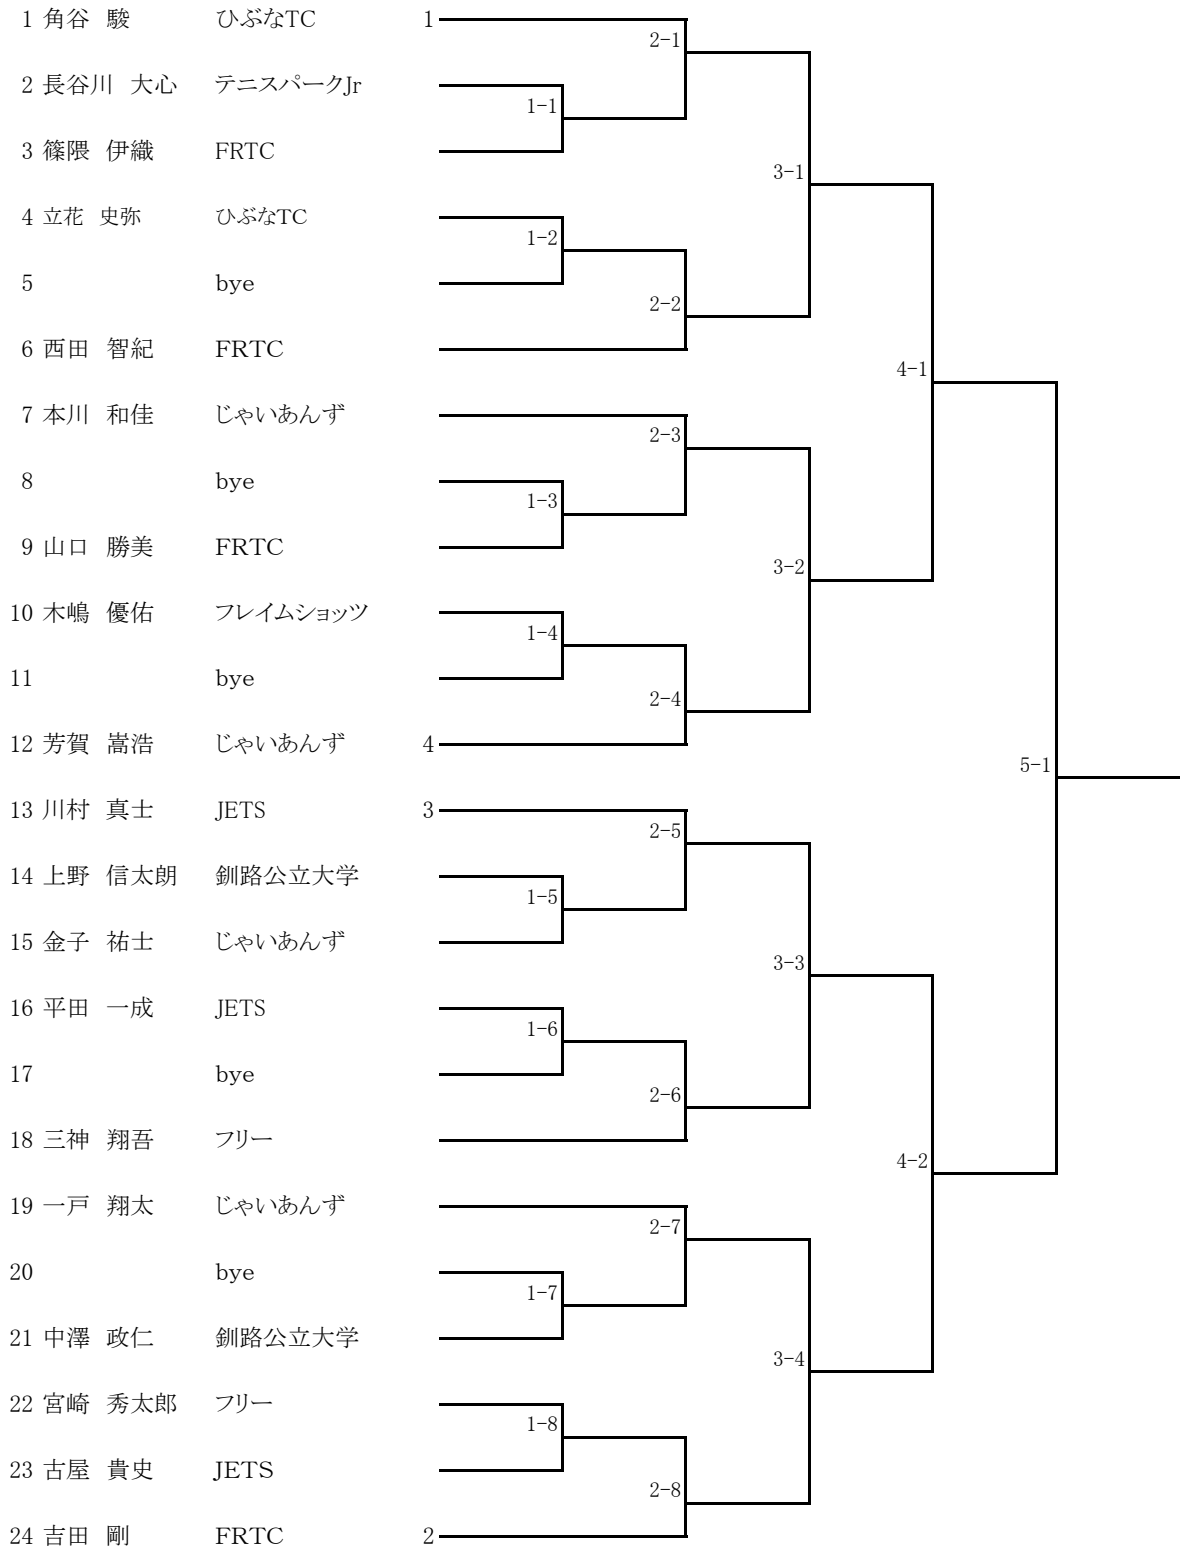 1 角谷 駿 ひぶなTC 1
2-1
2 長谷川 大心 テニスパークJr
1-1
3 篠隈 伊織 FRTC
3-1
4 立花 史弥 ひぶなTC
1-2
5 bye
2-2
6 西田 智紀 FRTC
4-1
7 本川 和佳 じゃいあんず
2-3
8 bye
1-3
9 山口 勝美 FRTC
3-2
10 木嶋 優佑 フレイムショッツ
1-4
11 bye
2-4
12 芳賀 嵩浩 じゃいあんず 4
5-1
13 川村 真士 JETS 3
2-5
14 上野 信太朗 釧路公立大学
1-5
15 金子 祐士 じゃいあんず
3-3
16 平田 一成 JETS
1-6
17 bye
2-6
18 三神 翔吾 フリー
4-2
19 一戸 翔太 じゃいあんず
2-7
20 bye
1-7
21 中澤 政仁 釧路公立大学
3-4
22 宮崎 秀太郎 フリー
1-8
23 古屋 貴史 JETS
2-8
24 吉田 剛 FRTC 2